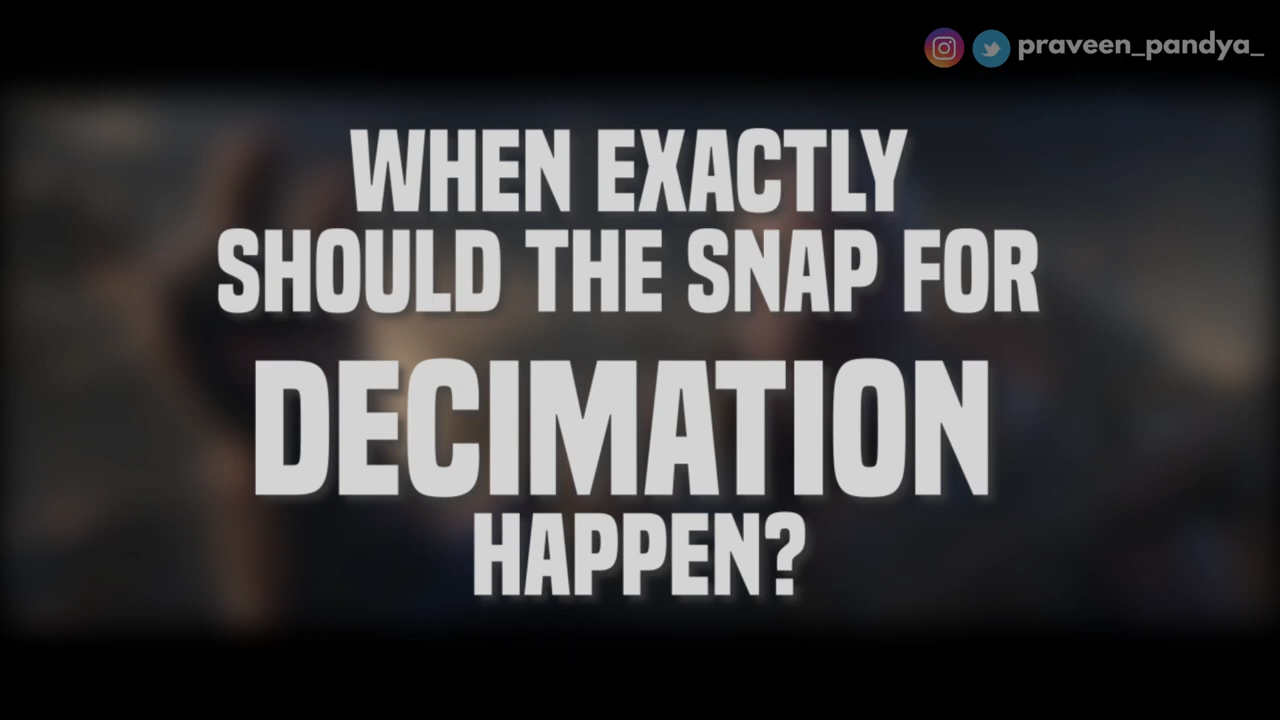 praveen_pandya_
WHEN EXACTLY
SHOULD THE SNAP FOR
DECIMATION
HAPPEN?